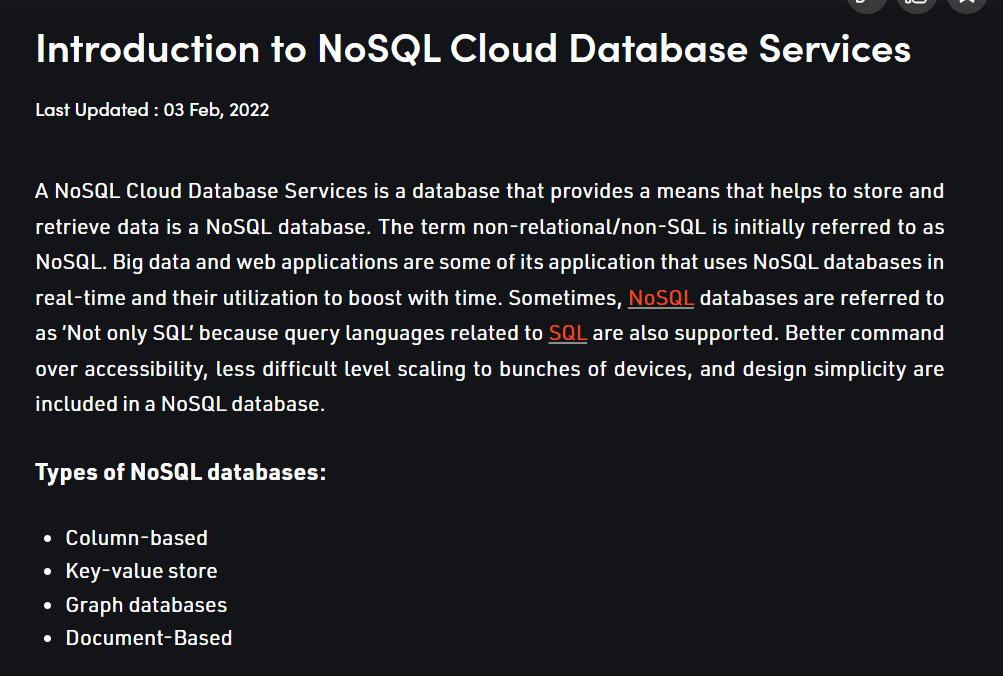 Introduction to NoSQL Cloud Database Services
Last Updated : 03 Feb, 2022
A NoSQL Cloud Database Services is a database that provides a means that helps to store and
retrieve data is a NoSQL database. The term non-relational/non-SQL is initially referred to as
NoSQL. Big data and web applications are some of its application that uses NoSQL databases in
real-time and their utilization to boost with time. Sometimes, NoSQL databases are referred to
as ‘Not only SQL’ because query languages related to SQL are also supported. Better command
over accessibility, less difficult level scaling to bunches of devices, and design simplicity are
included in a NoSQL database.
Types of NoSQL databases:
• Column-based
• Key-value store
• Graph databases
• Document-Based